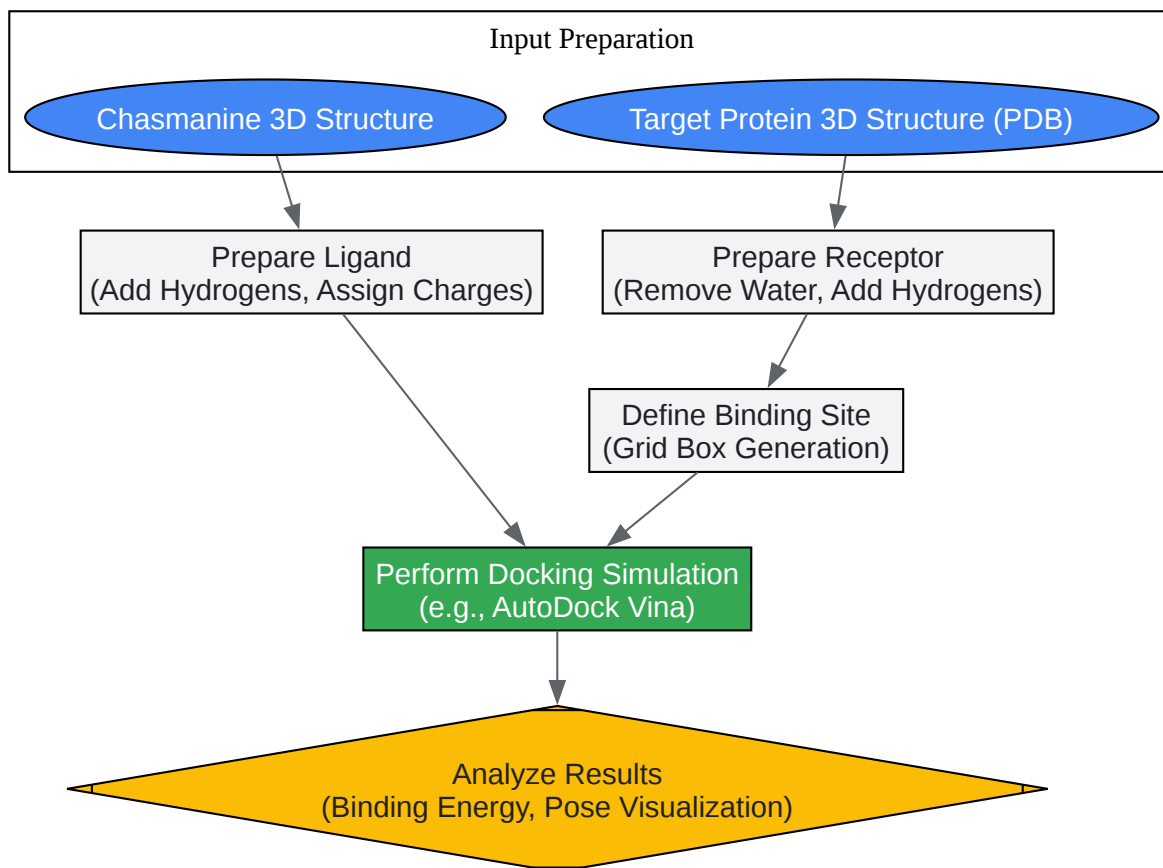 Input Preparation
Chasmanine 3D Structure
Target Protein 3D Structure (PDB)
Prepare Ligand
(Add Hydrogens, Assign Charges)
Prepare Receptor
(Remove Water, Add Hydrogens)
Define Binding Site
(Grid Box Generation)
Perform Docking Simulation
(e.g., AutoDock Vina)
Analyze Results
(Binding Energy, Pose Visualization)